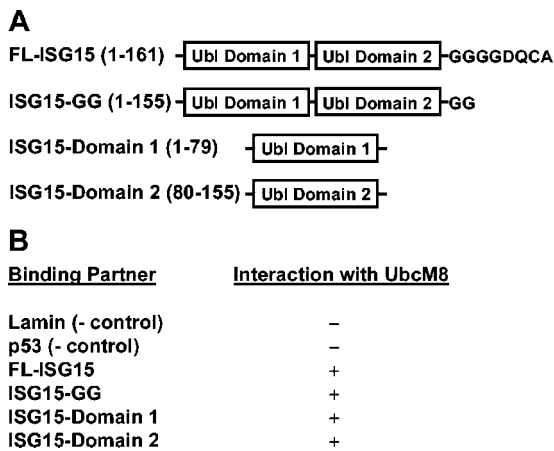 A
FL-ISG15 (1-161) Ubl Domain 1 Ubl Domain 2 GGGGDQCA
ISG15-GG (1-155) Ubl Domain 1 Ubl Domain 2 GG
ISG15-Domain 1 (1-79) Ubl Domain 1
ISG15-Domain 2 (80-155) Ubl Domain 2
B
Binding Partner Interaction with UbcM8
Lamin (- control) –
p53 (- control) –
FL-ISG15 +
ISG15-GG +
ISG15-Domain 1 +
ISG15-Domain 2 +